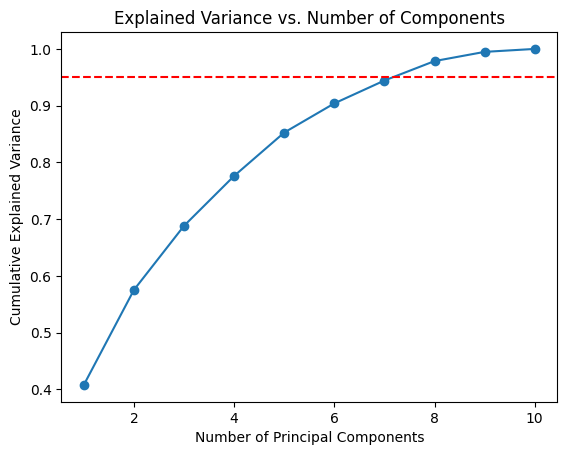 Explained Variance vs. Number of Components
Cumulative Explained Variance
1.0
0.9
0.8
0.7
0.6
0.5
0.4
2 4 6 8 10
Number of Principal Components